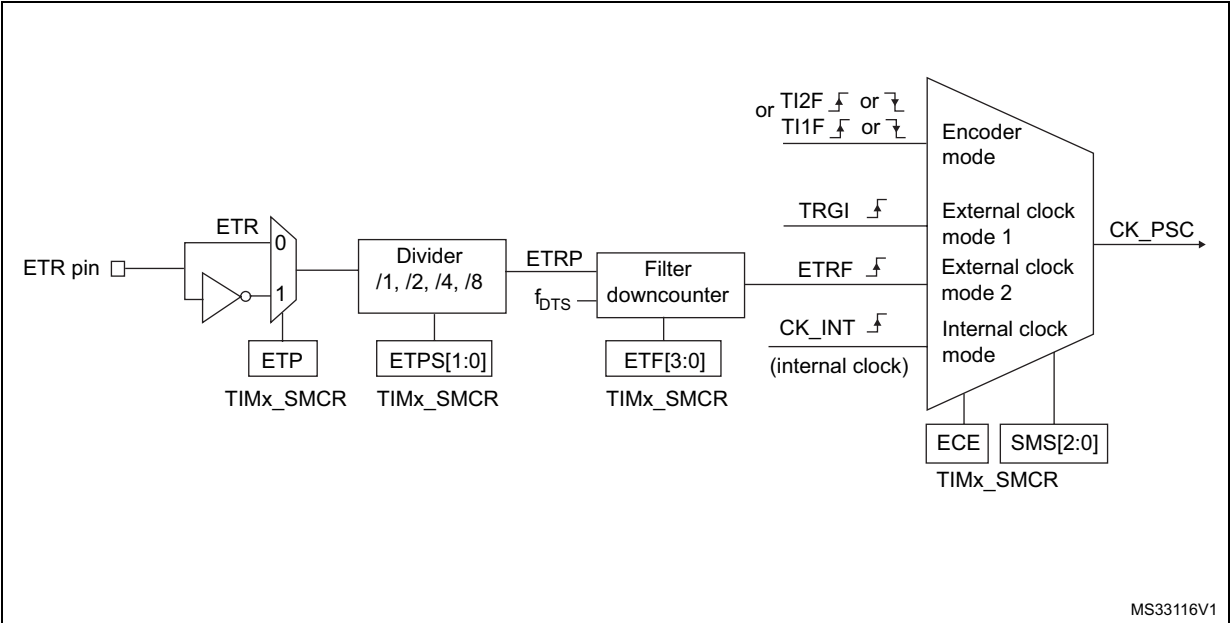 or TI2F or
TI1F or
Encoder
mode
TRGI
External clock
mode 1
CK_PSC
ETR
0
ETR pin
1
Divider
/1, /2, /4, /8
ETRP
fDTS
Filter
downcounter
ETRF
External clock
mode 2
CK_INT
(internal clock)
Internal clock
mode
ETP
TIMx_SMCR
ETPS[1:0]
TIMx_SMCR
ETF[3:0]
TIMx_SMCR
ECE
SMS[2:0]
TIMx_SMCR
MS33116V1